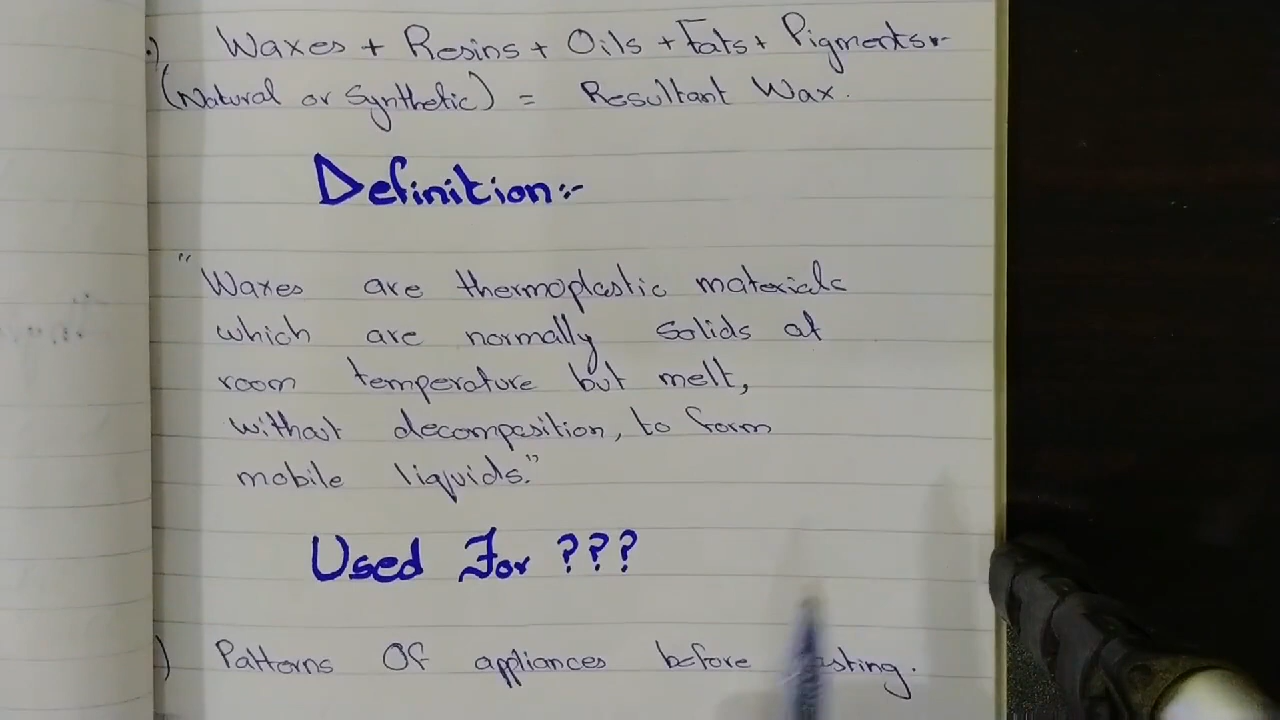 Waxes + Resins + Oils + Fats + Pigments:-
(Natural or Synthetic) = Resultant Wax.
Definition:-
"Waxes are thermoplastic materials
which are normally solids at
room temperature but melt,
without decomposition, to form
mobile liquids."
Used For ???
) Patterns Of appliances before